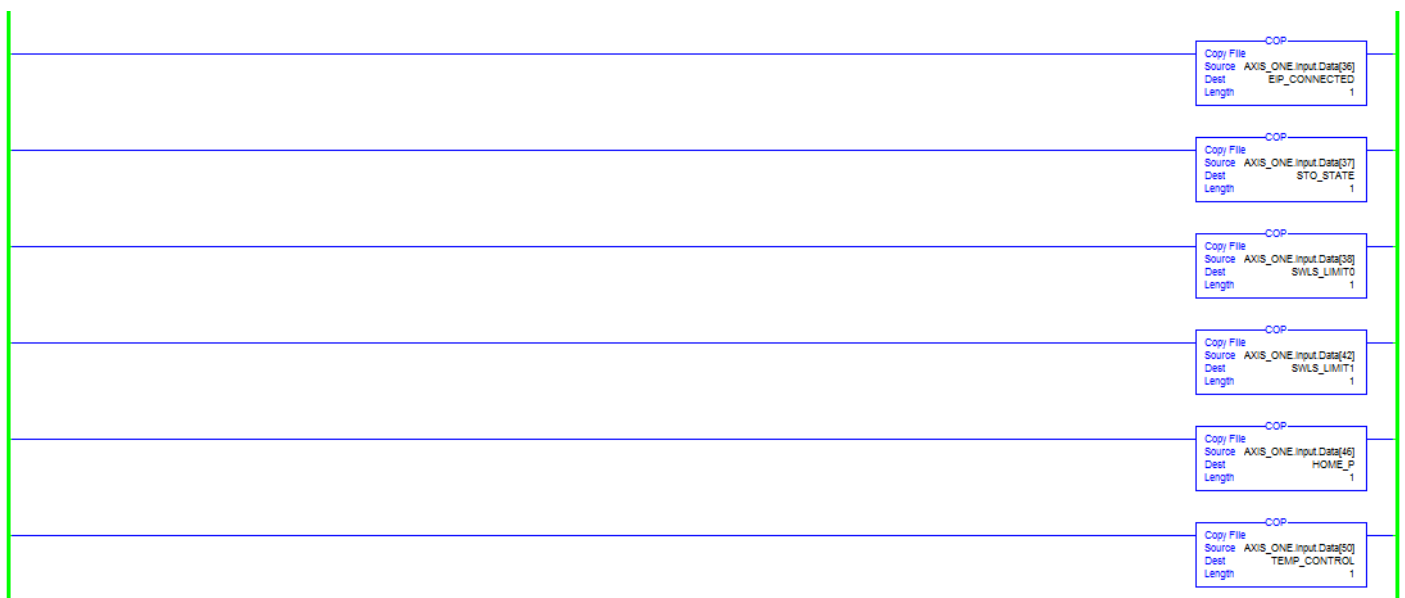 COP
Copy File
Source AXIS_ONE.Input.Data[36]
Dest EIP_CONNECTED
Length 1
COP
Copy File
Source AXIS_ONE.Input.Data[37]
Dest STO_STATE
Length 1
COP
Copy File
Source AXIS_ONE.Input.Data[38]
Dest SWLS_LIMIT0
Length 1
COP
Copy File
Source AXIS_ONE.Input.Data[42]
Dest SWLS_LIMIT1
Length 1
COP
Copy File
Source AXIS_ONE.Input.Data[46]
Dest HOME_P
Length 1
COP
Copy File
Source AXIS_ONE.Input.Data[50]
Dest TEMP_CONTROL
Length 1